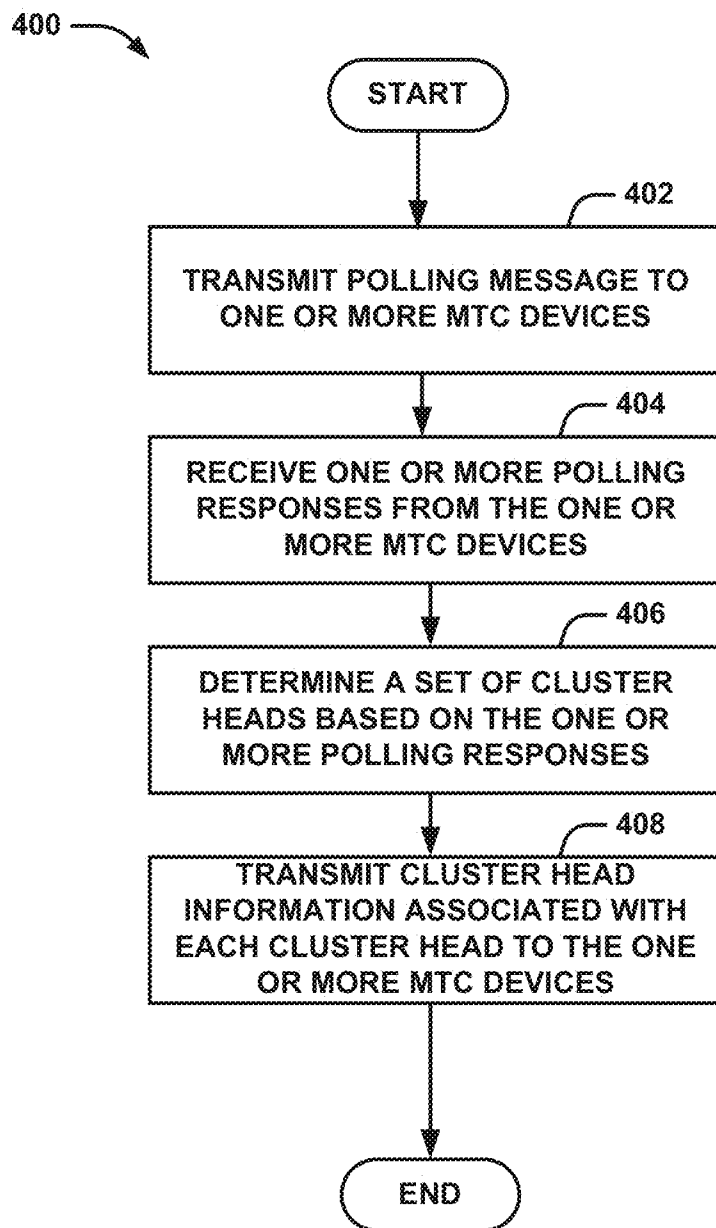 400
START
402
TRANSMIT POLLING MESSAGE TO
ONE OR MORE MTC DEVICES
404
RECEIVE ONE OR MORE POLLING
RESPONSES FROM THE ONE OR
MORE MTC DEVICES
406
DETERMINE A SET OF CLUSTER
HEADS BASED ON THE ONE OR
MORE POLLING RESPONSES
408
TRANSMIT CLUSTER HEAD
INFORMATION ASSOCIATED WITH
EACH CLUSTER HEAD TO THE ONE
OR MORE MTC DEVICES
END